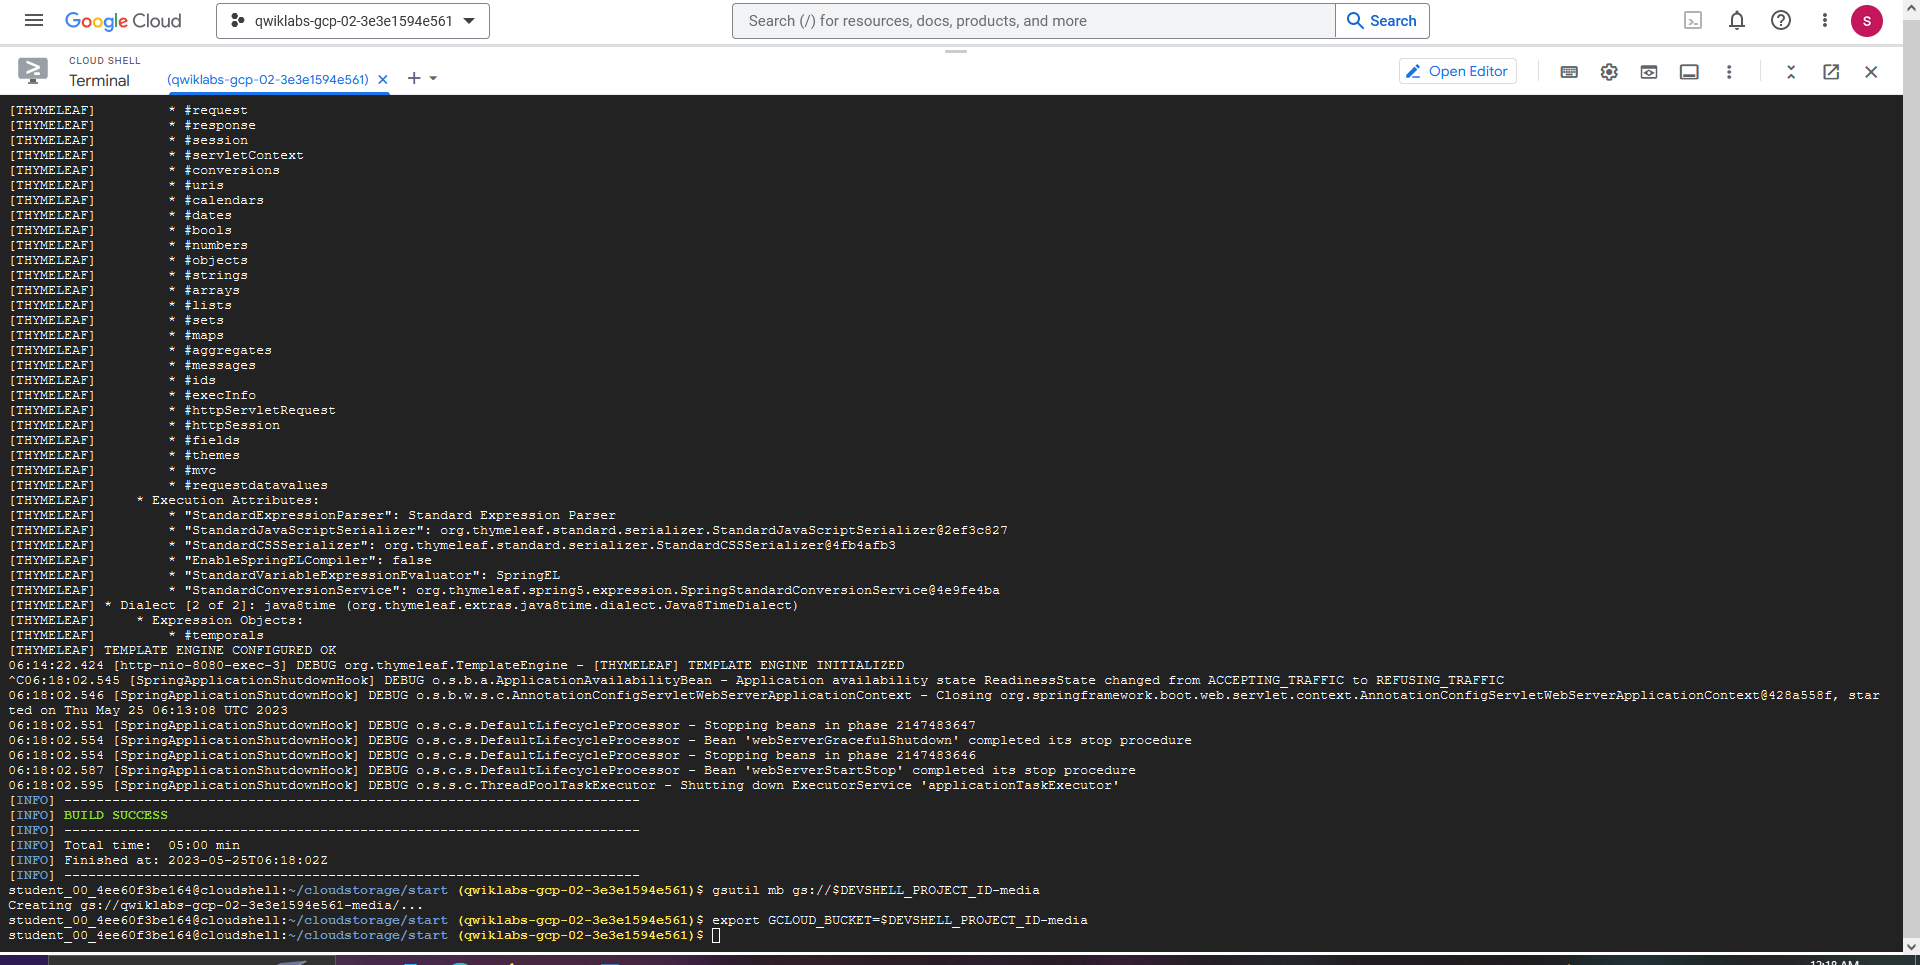 Google Cloud
qwiklabs-gcp-02-3e3e1594e561
Search (/) for resources, docs, products, and more
Search
S
CLOUD SHELL
Terminal
(qwiklabs-gcp-02-3e3e1594e561)
Open Editor
[THYMELEAF] * #request
[THYMELEAF] * #response
[THYMELEAF] * #session
[THYMELEAF] * #servletContext
[THYMELEAF] * #conversions
[THYMELEAF] * #uris
[THYMELEAF] * #calendars
[THYMELEAF] * #dates
[THYMELEAF] * #bools
[THYMELEAF] * #numbers
[THYMELEAF] * #objects
[THYMELEAF] * #strings
[THYMELEAF] * #arrays
[THYMELEAF] * #lists
[THYMELEAF] * #sets
[THYMELEAF] * #maps
[THYMELEAF] * #aggregates
[THYMELEAF] * #messages
[THYMELEAF] * #ids
[THYMELEAF] * #execInfo
[THYMELEAF] * #httpServletRequest
[THYMELEAF] * #httpSession
[THYMELEAF] * #fields
[THYMELEAF] * #themes
[THYMELEAF] * #mvc
[THYMELEAF] * #requestdatavalues
[THYMELEAF] * Execution Attributes:
[THYMELEAF] * "StandardExpressionParser": Standard Expression Parser
[THYMELEAF] * "StandardJavaScriptSerializer": org.thymeleaf.standard.serializer.StandardJavaScriptSerializer@2ef3c827
[THYMELEAF] * "StandardCSSSerializer": org.thymeleaf.standard.serializer.StandardCSSSerializer@4fb4afb3
[THYMELEAF] * "EnableSpringELCompiler": false
[THYMELEAF] * "StandardVariableExpressionEvaluator": SpringEL
[THYMELEAF] * "StandardConversionService": org.thymeleaf.spring5.expression.SpringStandardConversionService@4e9fe4ba
[THYMELEAF] * Dialect [2 of 2]: java8time (org.thymeleaf.extras.java8time.dialect.Java8TimeDialect)
[THYMELEAF] * Expression Objects:
[THYMELEAF] * #temporals
[THYMELEAF] TEMPLATE ENGINE CONFIGURED OK
06:14:22.424 [http-nio-8080-exec-3] DEBUG org.thymeleaf.TemplateEngine - [THYMELEAF] TEMPLATE ENGINE INITIALIZED
^C06:18:02.545 [SpringApplicationShutdownHook] DEBUG o.s.b.a.ApplicationAvailabilityBean - Application availability state ReadinessState changed from ACCEPTING_TRAFFIC to REFUSING_TRAFFIC
06:18:02.546 [SpringApplicationShutdownHook] DEBUG o.s.b.w.s.c.AnnotationConfigServletWebServerApplicationContext - Closing org.springframework.boot.web.servlet.context.AnnotationConfigServletWebServerApplicationContext@428a558f, star
ted on Thu May 25 06:13:08 UTC 2023
06:18:02.551 [SpringApplicationShutdownHook] DEBUG o.s.c.s.DefaultLifecycleProcessor - Stopping beans in phase 2147483647
06:18:02.554 [SpringApplicationShutdownHook] DEBUG o.s.c.s.DefaultLifecycleProcessor - Bean 'webServerGracefulShutdown' completed its stop procedure
06:18:02.554 [SpringApplicationShutdownHook] DEBUG o.s.c.s.DefaultLifecycleProcessor - Stopping beans in phase 2147483646
06:18:02.587 [SpringApplicationShutdownHook] DEBUG o.s.c.s.DefaultLifecycleProcessor - Bean 'webServerStartStop' completed its stop procedure
06:18:02.595 [SpringApplicationShutdownHook] DEBUG o.s.s.c.ThreadPoolTaskExecutor - Shutting down ExecutorService 'applicationTaskExecutor'
[INFO] ------------------------------------------------------------------------
[INFO] BUILD SUCCESS
[INFO] ------------------------------------------------------------------------
[INFO] Total time: 05:00 min
[INFO] Finished at: 2023-05-25T06:18:02Z
[INFO] ------------------------------------------------------------------------
student_00_4ee60f3be164@cloudshell:~/cloudstorage/start (qwiklabs-gcp-02-3e3e1594e561)$ gsutil mb gs://$DEVSHELL_PROJECT_ID-media
Creating gs://qwiklabs-gcp-02-3e3e1594e561-media/...
student_00_4ee60f3be164@cloudshell:~/cloudstorage/start (qwiklabs-gcp-02-3e3e1594e561)$ export GCLOUD_BUCKET=$DEVSHELL_PROJECT_ID-media
student_00_4ee60f3be164@cloudshell:~/cloudstorage/start (qwiklabs-gcp-02-3e3e1594e561)$